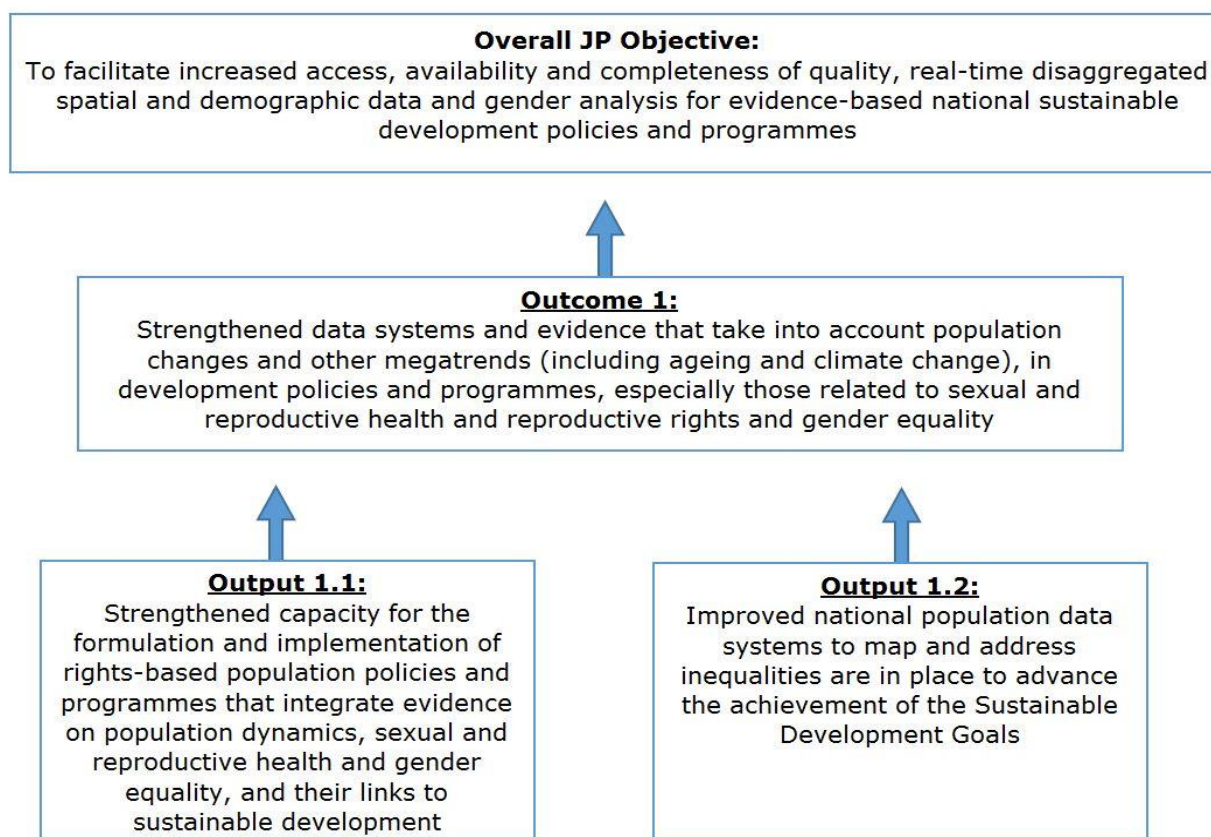 Overall JP Objective:
To facilitate increased access, availability and completeness of quality, real-time disaggregated
spatial and demographic data and gender analysis for evidence-based national sustainable
development policies and programmes
Outcome 1:
Strengthened data systems and evidence that take into account population
changes and other megatrends (including ageing and climate change), in
development policies and programmes, especially those related to sexual and
reproductive health and reproductive rights and gender equality
Output 1.1:
Strengthened capacity for the
formulation and implementation of
rights-based population policies and
programmes that integrate evidence
on population dynamics, sexual and
reproductive health and gender
equality, and their links to
sustainable development
Output 1.2:
Improved national population data
systems to map and address
inequalities are in place to advance
the achievement of the Sustainable
Development Goals